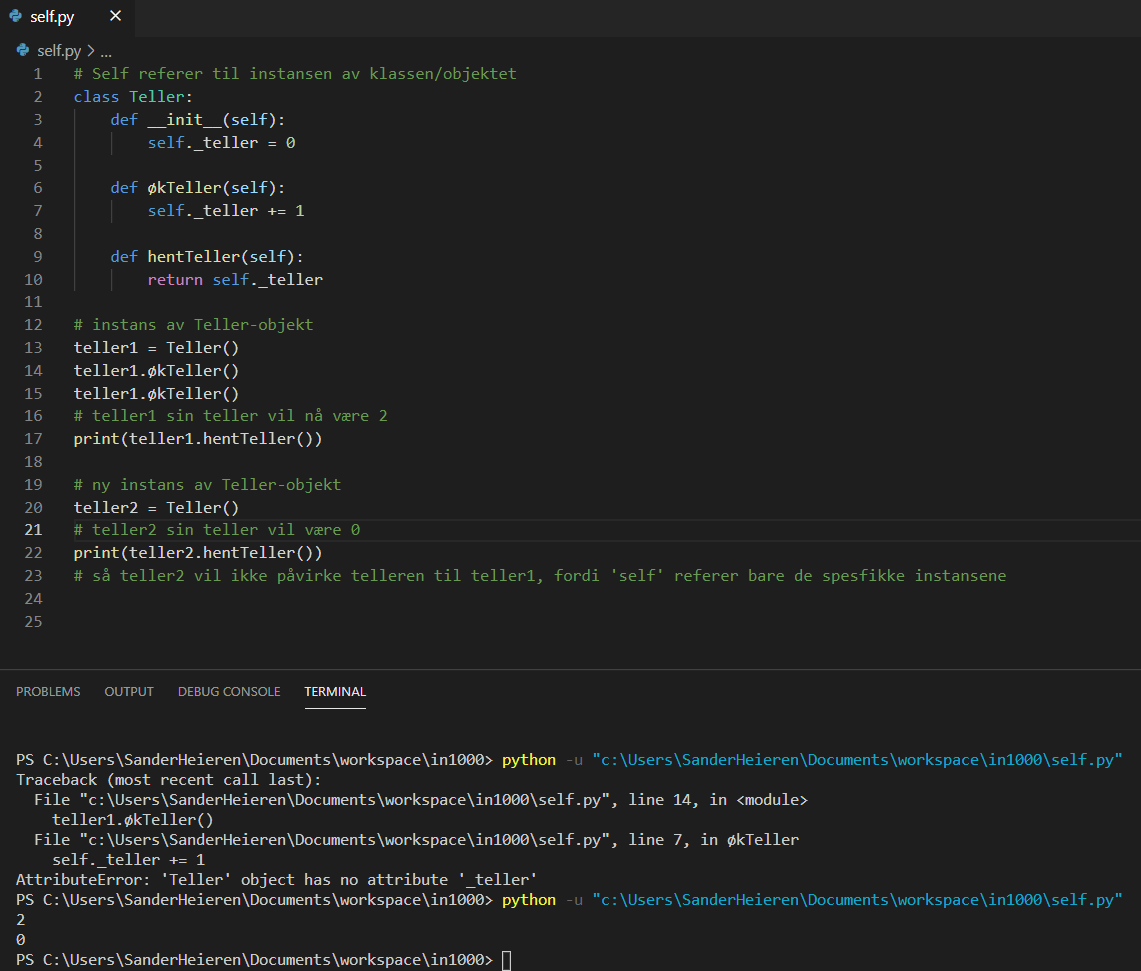 self.py ×
self.py > ...
1 # Self referer til instansen av klassen/objektet
2 class Teller:
3     def __init__(self):
4         self._teller = 0
5
6     def økTeller(self):
7         self._teller += 1
8
9     def hentTeller(self):
10         return self._teller
11
12 # instans av Teller-objekt
13 teller1 = Teller()
14 teller1.økTeller()
15 teller1.økTeller()
16 # teller1 sin teller vil nå være 2
17 print(teller1.hentTeller())
18
19 # ny instans av Teller-objekt
20 teller2 = Teller()
21 # teller2 sin teller vil være 0
22 print(teller2.hentTeller())
23 # så teller2 vil ikke påvirke telleren til teller1, fordi 'self' referer bare de spesfikke instansene
24
25
PROBLEMS OUTPUT DEBUG CONSOLE TERMINAL
PS C:\Users\SanderHeieren\Documents\workspace\in1000> python -u "c:\Users\SanderHeieren\Documents\workspace\in1000\self.py"
Traceback (most recent call last):
  File "c:\Users\SanderHeieren\Documents\workspace\in1000\self.py", line 14, in <module>
    teller1.økTeller()
  File "c:\Users\SanderHeieren\Documents\workspace\in1000\self.py", line 7, in økTeller
    self._teller += 1
AttributeError: 'Teller' object has no attribute '_teller'
PS C:\Users\SanderHeieren\Documents\workspace\in1000> python -u "c:\Users\SanderHeieren\Documents\workspace\in1000\self.py"
2
0
PS C:\Users\SanderHeieren\Documents\workspace\in1000>